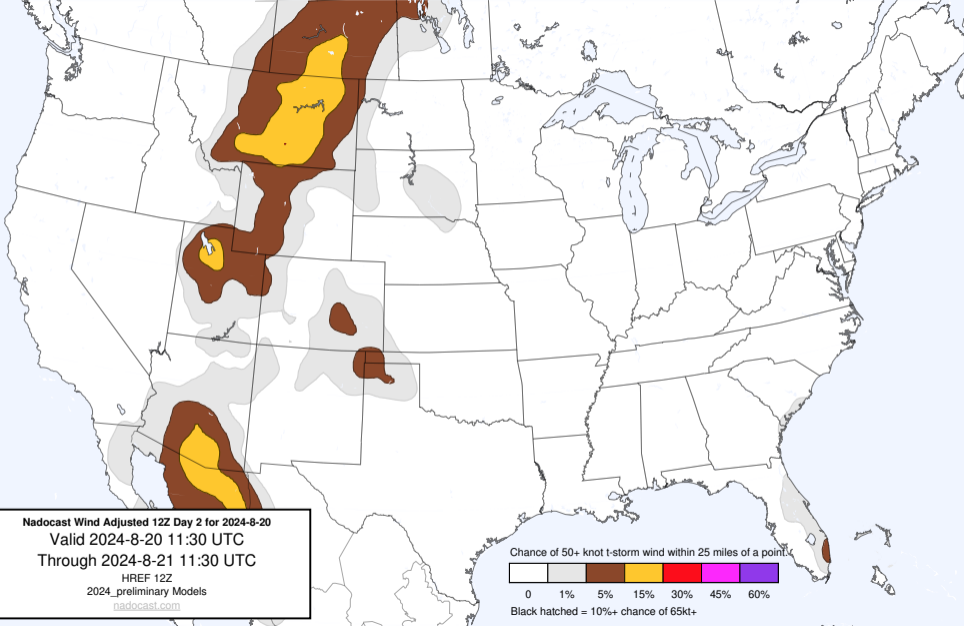 Nadocast Wind Adjusted 12Z Day 2 for 2024-8-20
Valid 2024-8-20 11:30 UTC
Through 2024-8-21 11:30 UTC
HREF 12Z
2024_preliminary Models
nadocast.com
Chance of 50+ knot t-storm wind within 25 miles of a point.
0 1% 5% 15% 30% 45% 60%
Black hatched = 10%+ chance of 65kt+